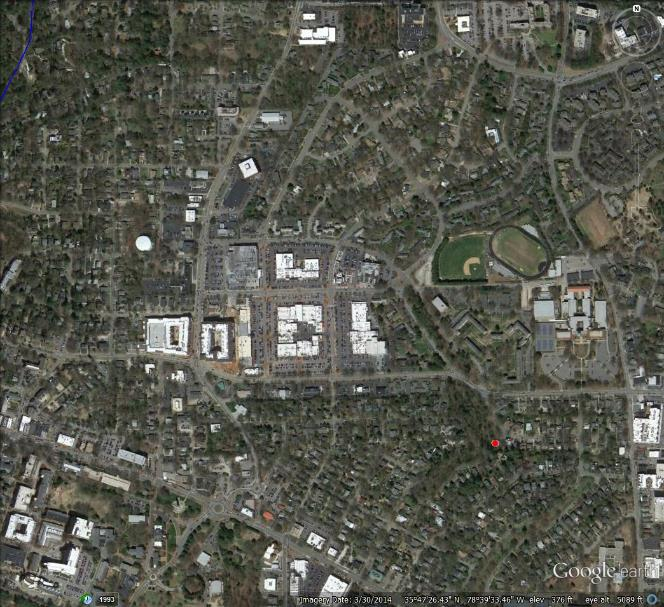 N
Google earth
1993
Imagery Date: 3/30/2014 35°47'26.43" N 78°39'33.46" W elev 376 ft eye alt 5089 ft